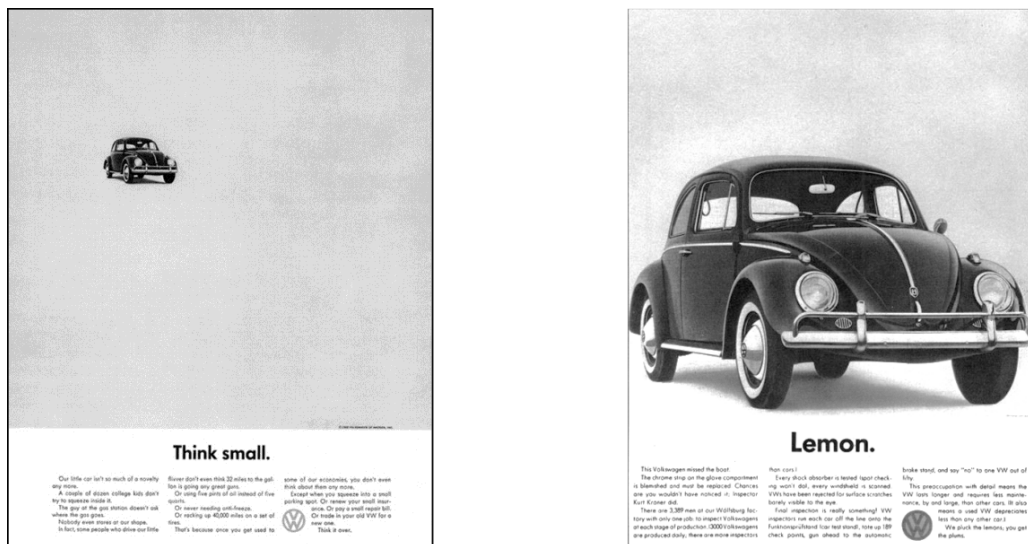 Think small.
Our little car isn't so much of a novelty
any more.
A couple of dozen college kids don't
try to squeeze inside it.
The guy at the gas station doesn't ask
where the gas goes.
Nobody even stares at our shape.
In fact, some people who drive our little
flivver don't even think 32 miles to the gal-
lon is going any great guns.
Or using five pints of oil instead of five
quarts.
Or never needing anti-freeze.
Or racking up 40,000 miles on a set of
tires.
That's because once you get used to
some of our economies, you don't even
think about them any more.
Except when you squeeze into a small
parking spot. Or renew your small insur-
ance. Or pay a small repair bill.
Or trade in your old VW for a
new one.
Think it over.
Lemon.
This Volkswagen missed the boat.
The chrome strip on the glove compartment
is blemished and must be replaced. Chances
are you wouldn't have noticed it; Inspector
Kurt Kroner did.
There are 3,389 men at our Wolfsburg fac-
tory with only one job: to inspect Volkswagens
at each stage of production. (3000 Volkswagens
are produced daily; there are more inspectors
than cars.)
Every shock absorber is tested (spot check-
ing won't do), every windshield is scanned.
VWs have been rejected for surface scratches
barely visible to the eye.
Final inspection is really something! VW
inspectors run each car off the line onto the
Funktionsprüfstand (car test stand), tote up 189
check points, gun ahead to the automatic
brake stand, and say "no" to one VW out of
fifty.
This preoccupation with detail means the
VW lasts longer and requires less mainte-
nance, by and large, than other cars. (It also
means a used VW depreciates
less than any other car.)
We pluck the lemons; you get
the plums.